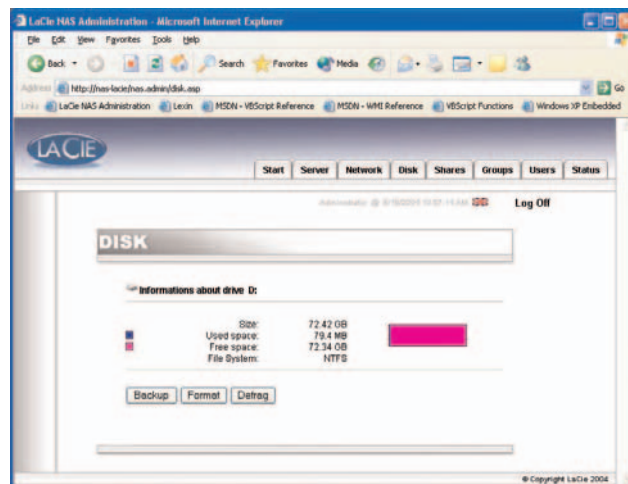 LaCie NAS Administration - Microsoft Internet Explorer
File Edit View Favorites Tools Help
Back Search Favorites Media
Address http://nas-lacie/nas.admin/disk.asp Go
Links LaCie NAS Administration Lexin MSDN - VBScript Reference MSDN - WMI Reference VBScript Functions Windows XP Embedded
LACIE
Start Server Network Disk Shares Groups Users Status
Log Off
DISK
Informations about drive D:
Size: 72.42 GB
Used space: 79.4 MB
Free space: 72.34 GB
File System: NTFS
Backup Format Defrag
© Copyright LaCie 2004